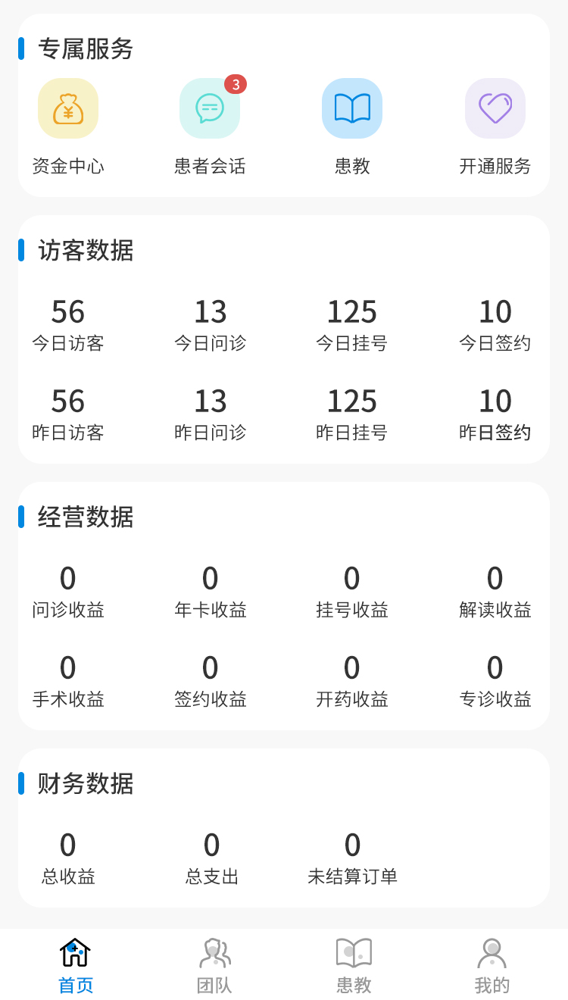 专属服务
3
资金中心 患者会话 患教 开通服务
访客数据
56 13 125 10
今日访客 今日问诊 今日挂号 今日签约
56 13 125 10
昨日访客 昨日问诊 昨日挂号 昨日签约
经营数据
0 0 0 0
问诊收益 年卡收益 挂号收益 解读收益
0 0 0 0
手术收益 签约收益 开药收益 专诊收益
财务数据
0 0 0
总收益 总支出 未结算订单
首页 团队 患教 我的